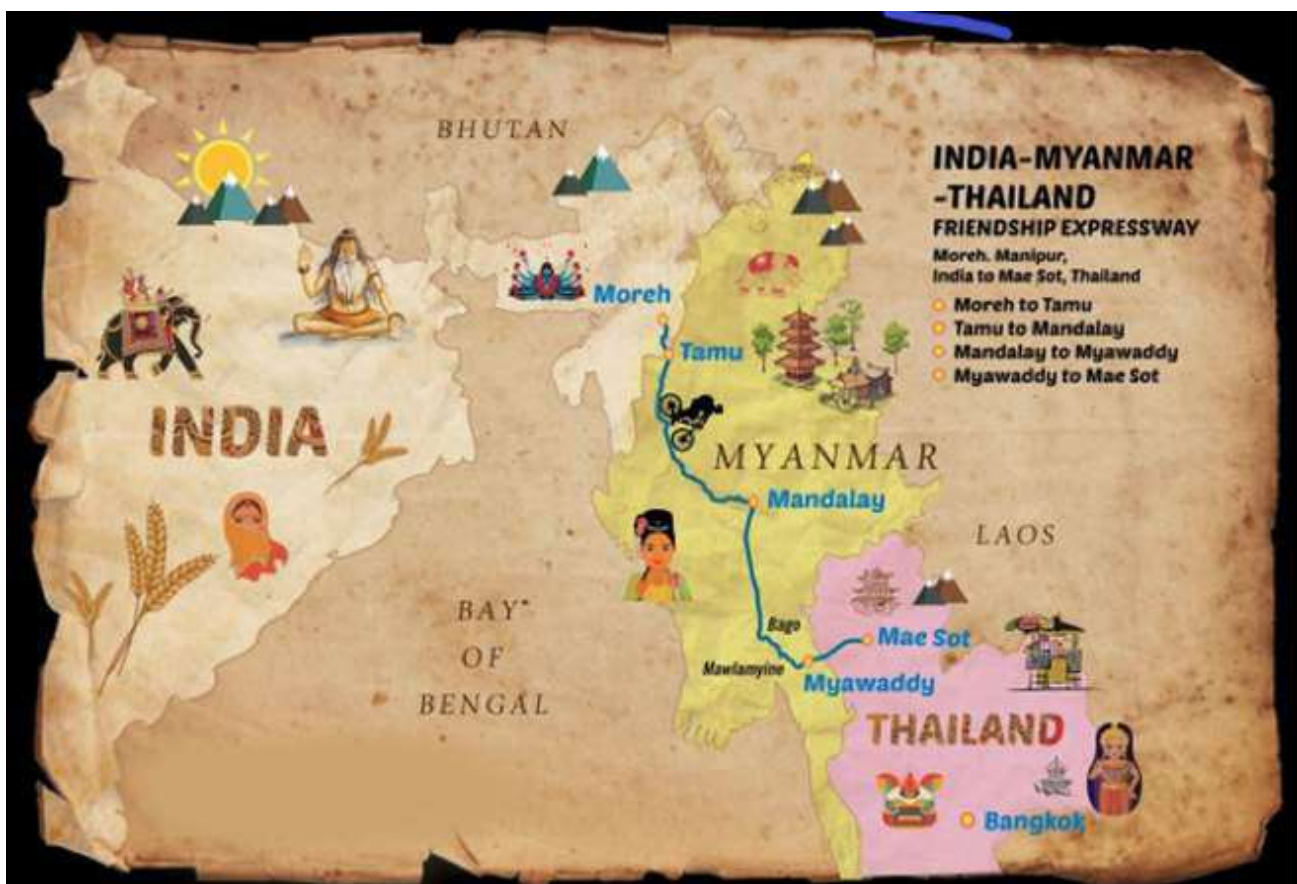 BHUTAN
INDIA-MYANMAR
-THAILAND
FRIENDSHIP EXPRESSWAY
Moreh. Manipur,
India to Mae Sot, Thailand
Moreh to Tamu
Tamu to Mandalay
Mandalay to Myawaddy
Myawaddy to Mae Sot
Moreh
Tamu
INDIA
MYANMAR
Mandalay
LAOS
BAY
OF
BENGAL
Bago
Mae Sot
Mawlamyine
Myawaddy
THAILAND
Bangkok